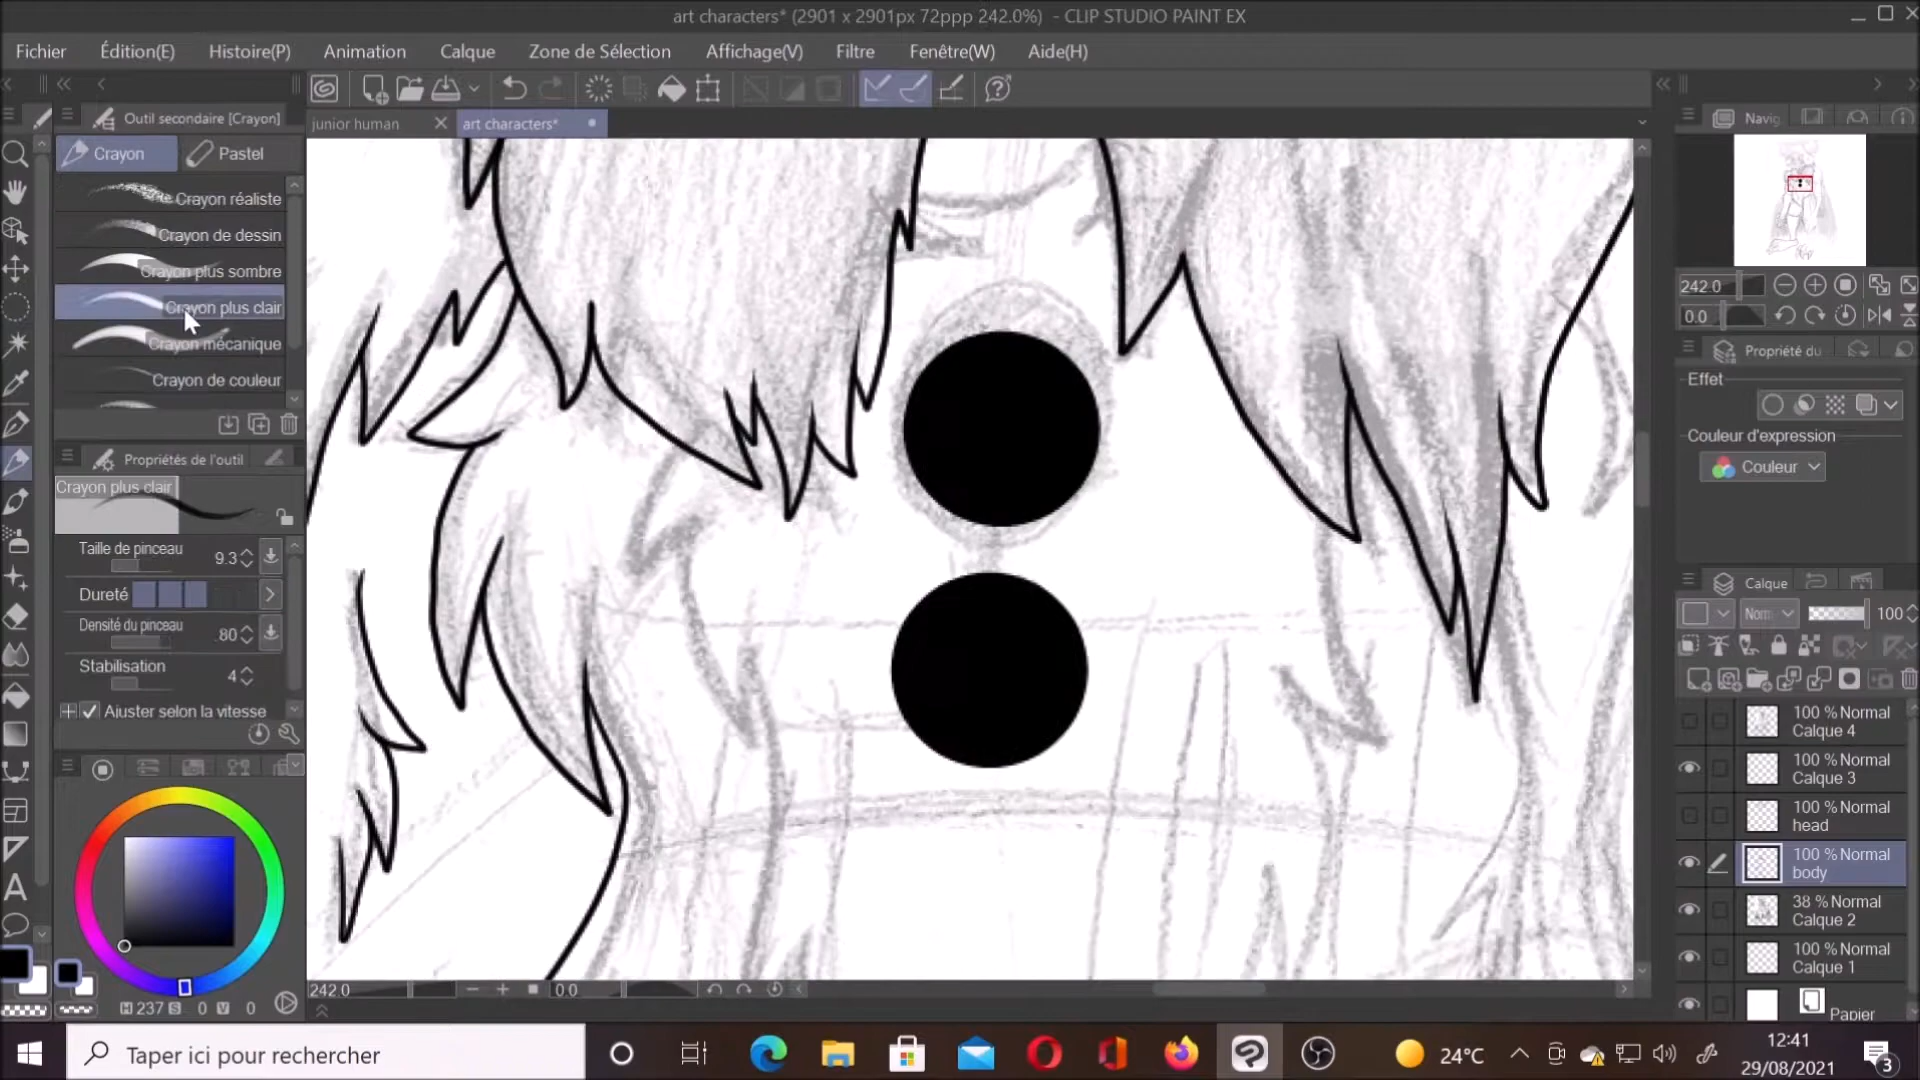 art characters* (2901 x 2901px 72ppp 242.0%) - CLIP STUDIO PAINT EX
Fichier Édition(E) Histoire(P) Animation Calque Zone de Sélection Affichage(V) Filtre Fenêtre(W) Aide(H)
Outil secondaire [Crayon]
junior human art characters*
Crayon Pastel
Crayon réaliste
Crayon de dessin
Crayon plus sombre
Crayon plus clair
Crayon mécanique
Crayon de couleur
Propriétés de l'outil
Crayon plus clair
Taille de pinceau 9.3
Dureté
Densité du pinceau 80
Stabilisation 4
Ajuster selon la vitesse
H 237 S 0 V 0
242.0 0.0
Navig
242.0
0.0
Propriété du
Effet
Couleur d'expression
Couleur
Calque
Norn 100
100 % Normal
Calque 4
100 % Normal
Calque 3
100 % Normal
head
100 % Normal
body
38 % Normal
Calque 2
100 % Normal
Calque 1
Papier
Taper ici pour rechercher
24°C
12:41
29/08/2021
3